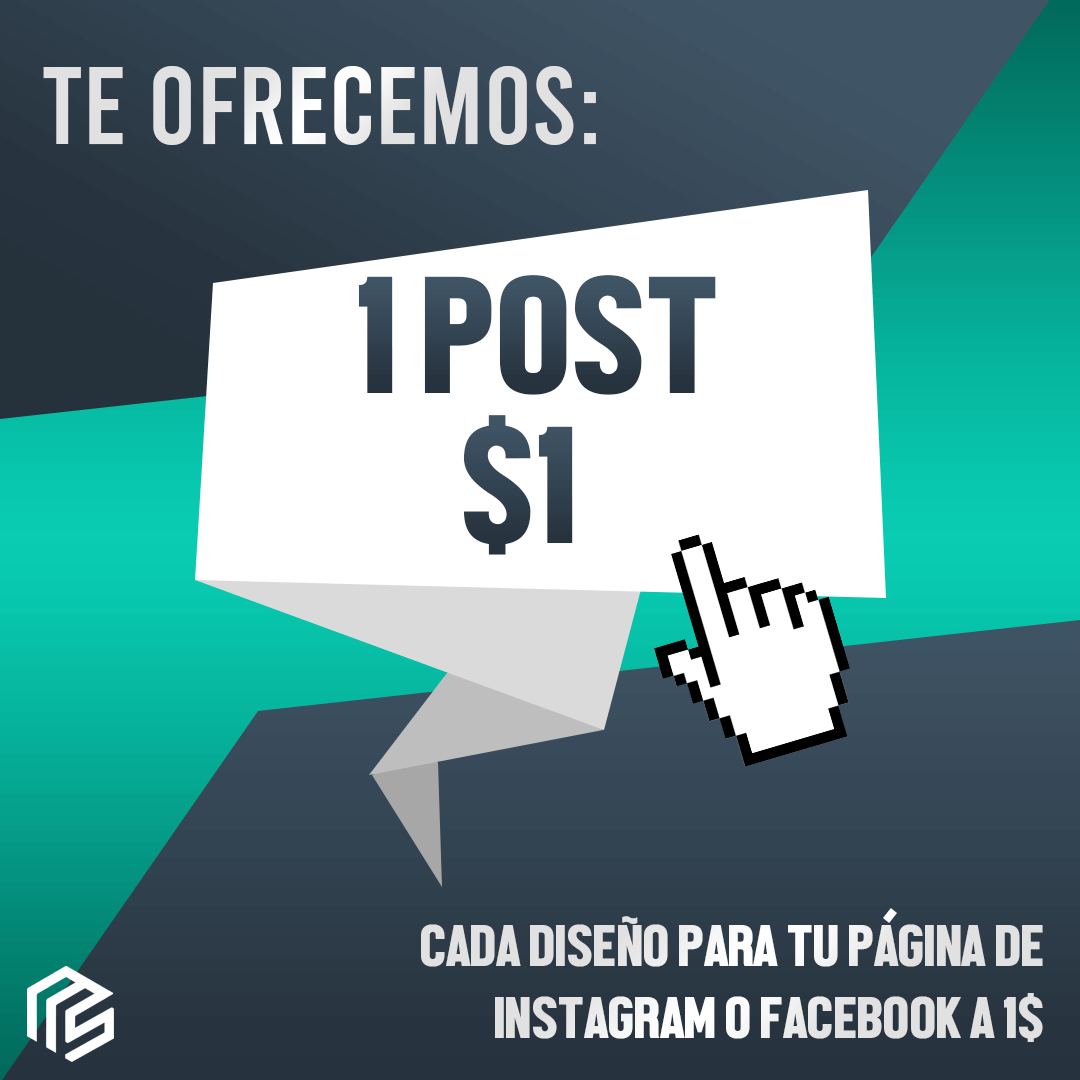 TE OFRECEMOS:
1 POST
$1
CADA DISEÑO PARA TU PÁGINA DE
INSTAGRAM O FACEBOOK A 1$